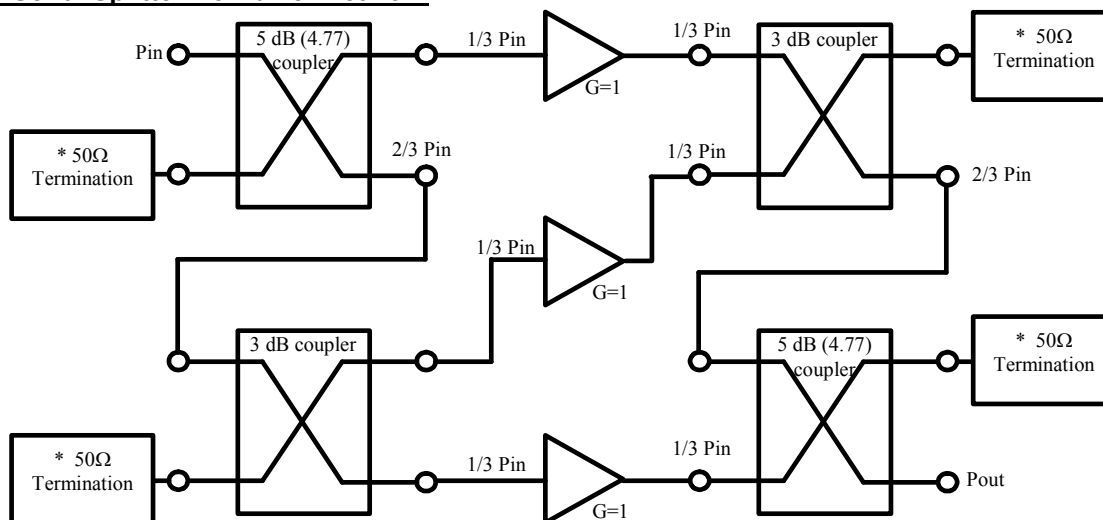 5 dB (4.77)
coupler
1/3 Pin
1/3 Pin
3 dB coupler
* 50Ω
Termination
Pin
G=1
* 50Ω
Termination
2/3 Pin
1/3 Pin
2/3 Pin
1/3 Pin
G=1
3 dB coupler
5 dB (4.77)
coupler
* 50Ω
Termination
* 50Ω
Termination
1/3 Pin
1/3 Pin
Pout
G=1